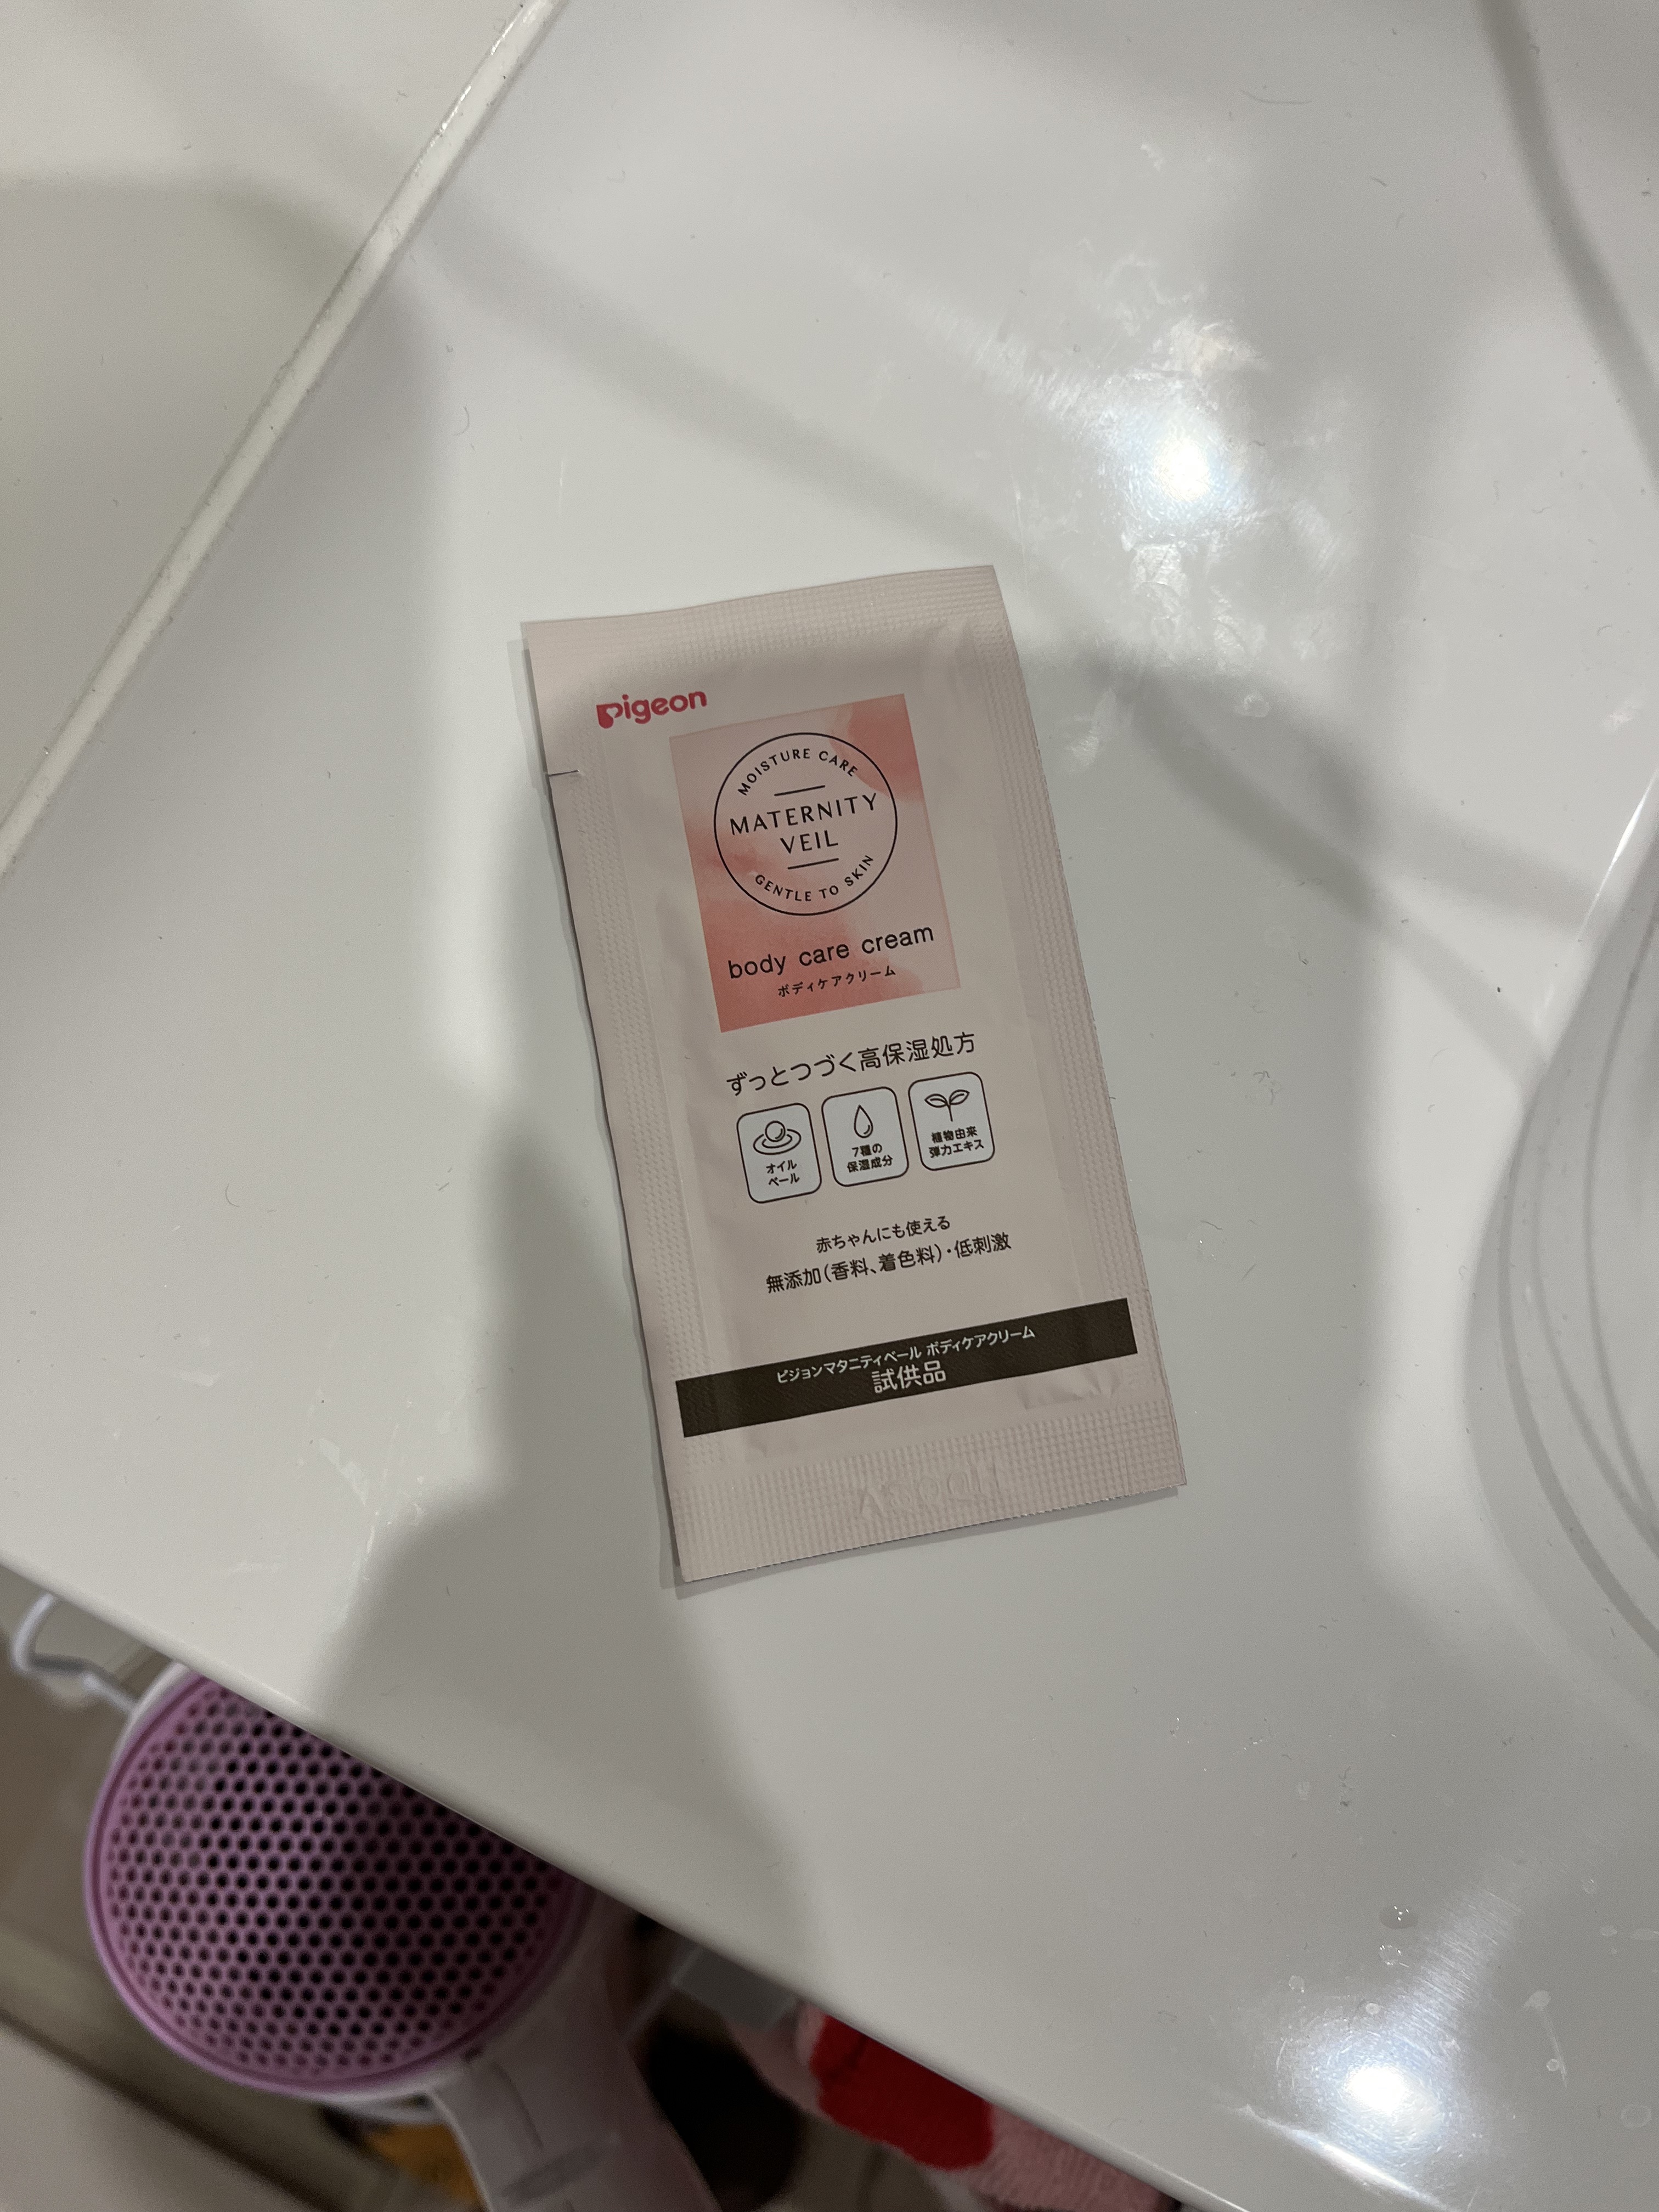 pigeon
MOISTURE CARE
MATERNITY
VEIL
GENTLE TO SKIN
body care cream
ボディケアクリーム
ずっとつづく高保湿処方
オイル
ベール
7種の
保湿成分
植物由来
弾力エキス
赤ちゃんにも使える
無添加(香料、着色料)・低刺激
ピジョンマタニティベール ボディケアクリーム
試供品